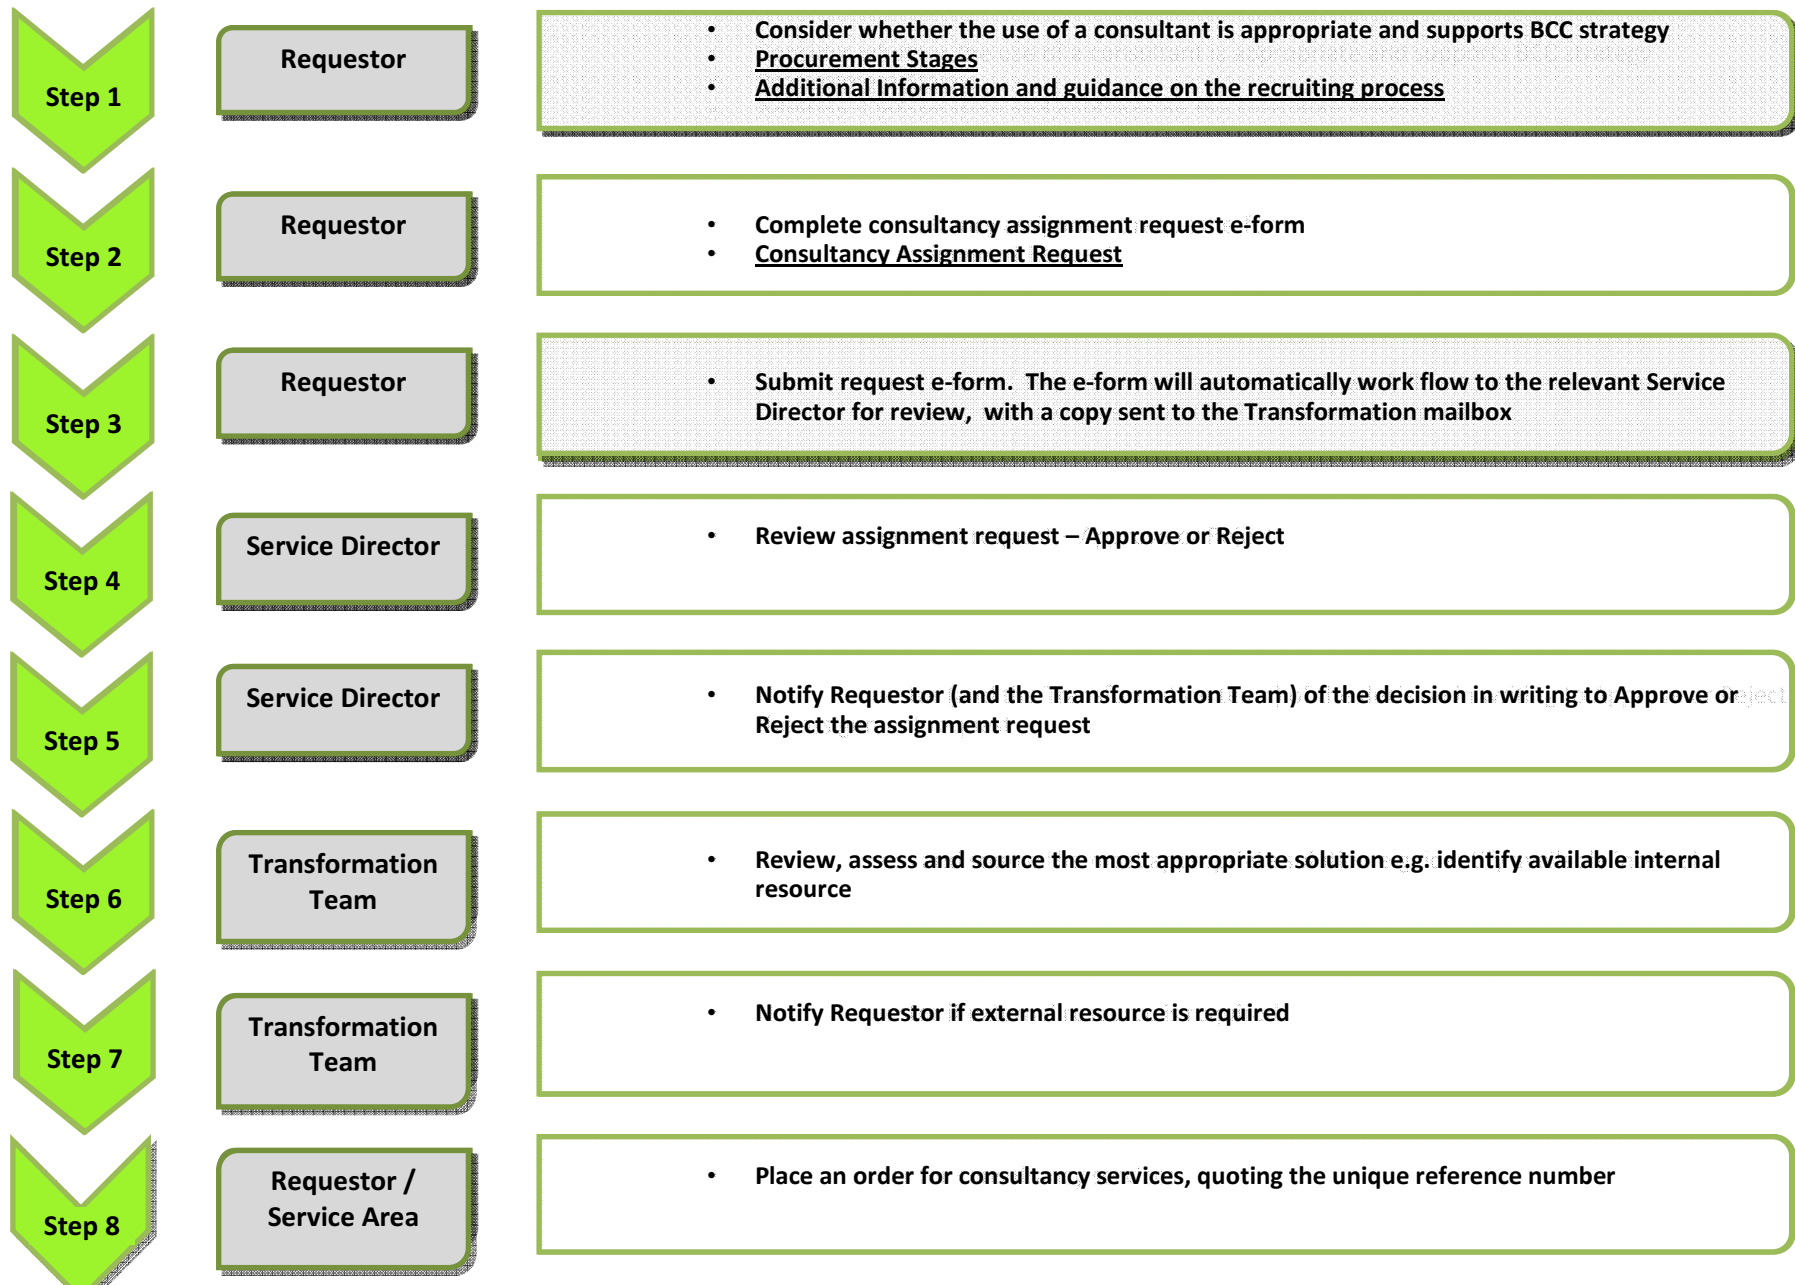 Step 1
Requestor
• Consider whether the use of a consultant is appropriate and supports BCC strategy
• Procurement Stages
• Additional Information and guidance on the recruiting process
Step 2
Requestor
• Complete consultancy assignment request e-form
• Consultancy Assignment Request
Step 3
Requestor
• Submit request e-form.  The e-form will automatically work flow to the relevant Service
Director for review,  with a copy sent to the Transformation mailbox
Step 4
Service Director
• Review assignment request – Approve or Reject
Step 5
Service Director
• Notify Requestor (and the Transformation Team) of the decision in writing to Approve or
Reject the assignment request
Step 6
Transformation
Team
• Review, assess and source the most appropriate solution e.g. identify available internal
resource
Step 7
Transformation
Team
• Notify Requestor if external resource is required
Step 8
Requestor /
Service Area
• Place an order for consultancy services, quoting the unique reference number